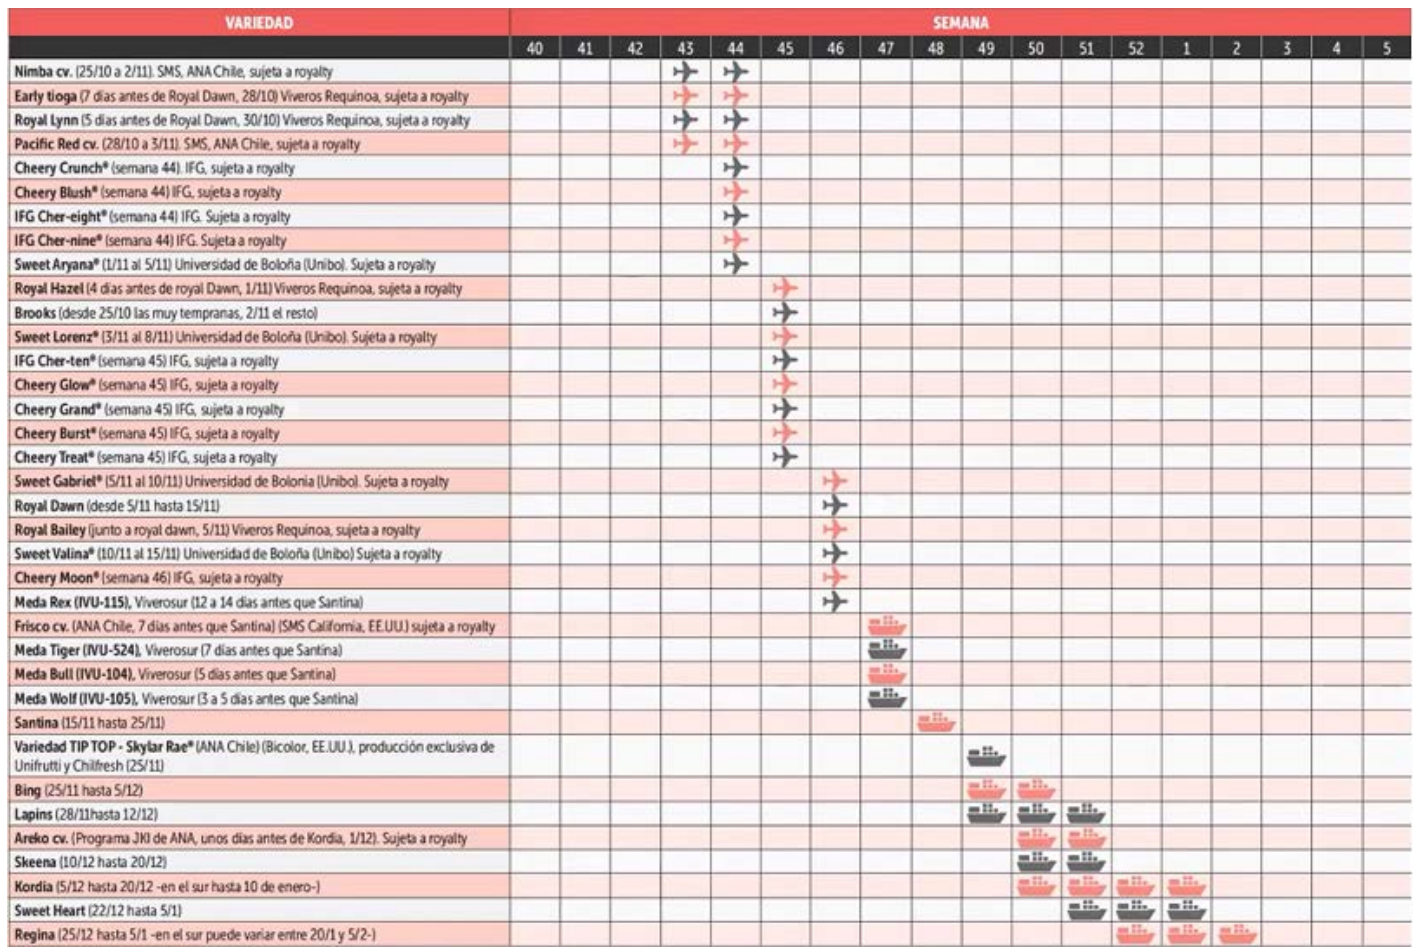 VARIEDAD SEMANA
40 41 42 43 44 45 46 47 48 49 50 51 52 1 2 3 4 5
Nimba cv. (25/10 a 2/11). SMS, ANA Chile, sujeta a royalty
Early tioga (7 días antes de Royal Dawn, 28/10) Viveros Requinoa, sujeta a royalty
Royal Lynn (5 días antes de Royal Dawn, 30/10) Viveros Requinoa, sujeta a royalty
Pacific Red cv. (28/10 a 3/11). SMS, ANA Chile, sujeta a royalty
Cheery Crunch® (semana 44). IFG, sujeta a royalty
Cheery Blush® (semana 44) IFG, sujeta a royalty
IFG Cher-eight® (semana 44) IFG. Sujeta a royalty
IFG Cher-nine® (semana 44) IFG. Sujeta a royalty
Sweet Aryana® (1/11 al 5/11) Universidad de Boloña (Unibo). Sujeta a royalty
Royal Hazel (4 días antes de royal Dawn, 1/11) Viveros Requinoa, sujeta a royalty
Brooks (desde 25/10 las muy tempranas, 2/11 el resto)
Sweet Lorenz® (3/11 al 8/11) Universidad de Boloña (Unibo). Sujeta a royalty
IFG Cher-ten® (semana 45) IFG, sujeta a royalty
Cheery Glow® (semana 45) IFG, sujeta a royalty
Cheery Grand® (semana 45) IFG, sujeta a royalty
Cheery Burst® (semana 45) IFG, sujeta a royalty
Cheery Treat® (semana 45) IFG, sujeta a royalty
Sweet Gabriel® (5/11 al 10/11) Universidad de Bolonia (Unibo). Sujeta a royalty
Royal Dawn (desde 5/11 hasta 15/11)
Royal Bailey (junto a royal dawn, 5/11) Viveros Requinoa, sujeta a royalty
Sweet Valina® (10/11 al 15/11) Universidad de Boloña (Unibo) Sujeta a royalty
Cheery Moon® (semana 46) IFG, sujeta a royalty
Meda Rex (IVU-115), Viverosur (12 a 14 días antes que Santina)
Frisco cv. (ANA Chile, 7 días antes que Santina) (SMS California, EE.UU.) sujeta a royalty
Meda Tiger (IVU-524), Viverosur (7 días antes que Santina)
Meda Bull (IVU-104), Viverosur (5 días antes que Santina)
Meda Wolf (IVU-105), Viverosur (3 a 5 días antes que Santina)
Santina (15/11 hasta 25/11)
Variedad TIP TOP - Skylar Rae® (ANA Chile) (Bicolor, EE.UU.), producción exclusiva de
Unifrutti y Chilfresh (25/11)
Bing (25/11 hasta 5/12)
Lapins (28/11hasta 12/12)
Areko cv. (Programa JKI de ANA, unos días antes de Kordia, 1/12). Sujeta a royalty
Skeena (10/12 hasta 20/12)
Kordia (5/12 hasta 20/12 -en el sur hasta 10 de enero-)
Sweet Heart (22/12 hasta 5/1)
Regina (25/12 hasta 5/1 -en el sur puede variar entre 20/1 y 5/2-)